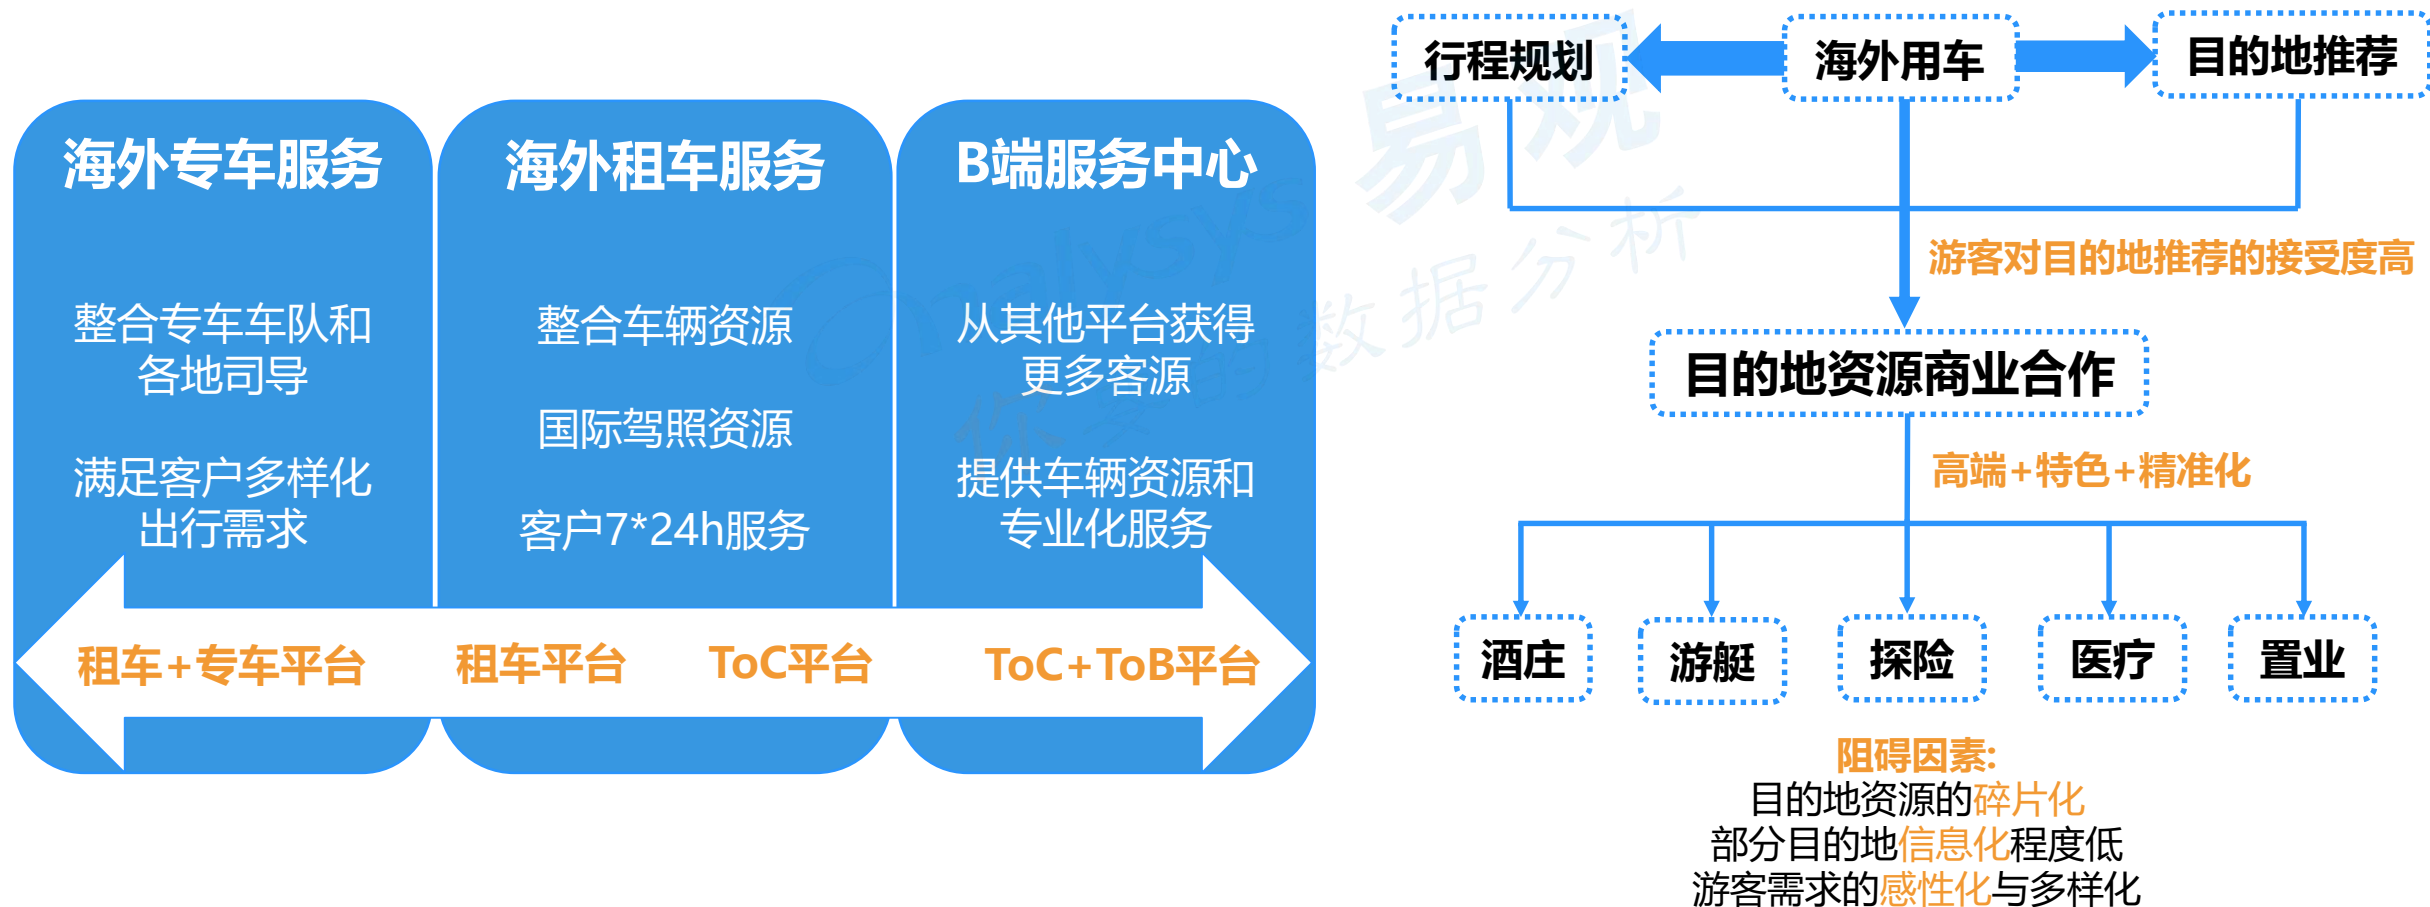 海外专车服务
整合专车车队和
各地司导
满足客户多样化
出行需求
海外租车服务
整合车辆资源
国际驾照资源
客户7*24h服务
B端服务中心
从其他平台获得
更多客源
提供车辆资源和
专业化服务
租车+专车平台
租车平台
ToC平台
ToC+ToB平台
行程规划
海外用车
目的地推荐
游客对目的地推荐的接受度高
目的地资源商业合作
高端+特色+精准化
酒庄
游艇
探险
医疗
置业
阻碍因素:
目的地资源的碎片化
部分目的地信息化程度低
游客需求的感性化与多样化
analysys 易观
你要的数据分析